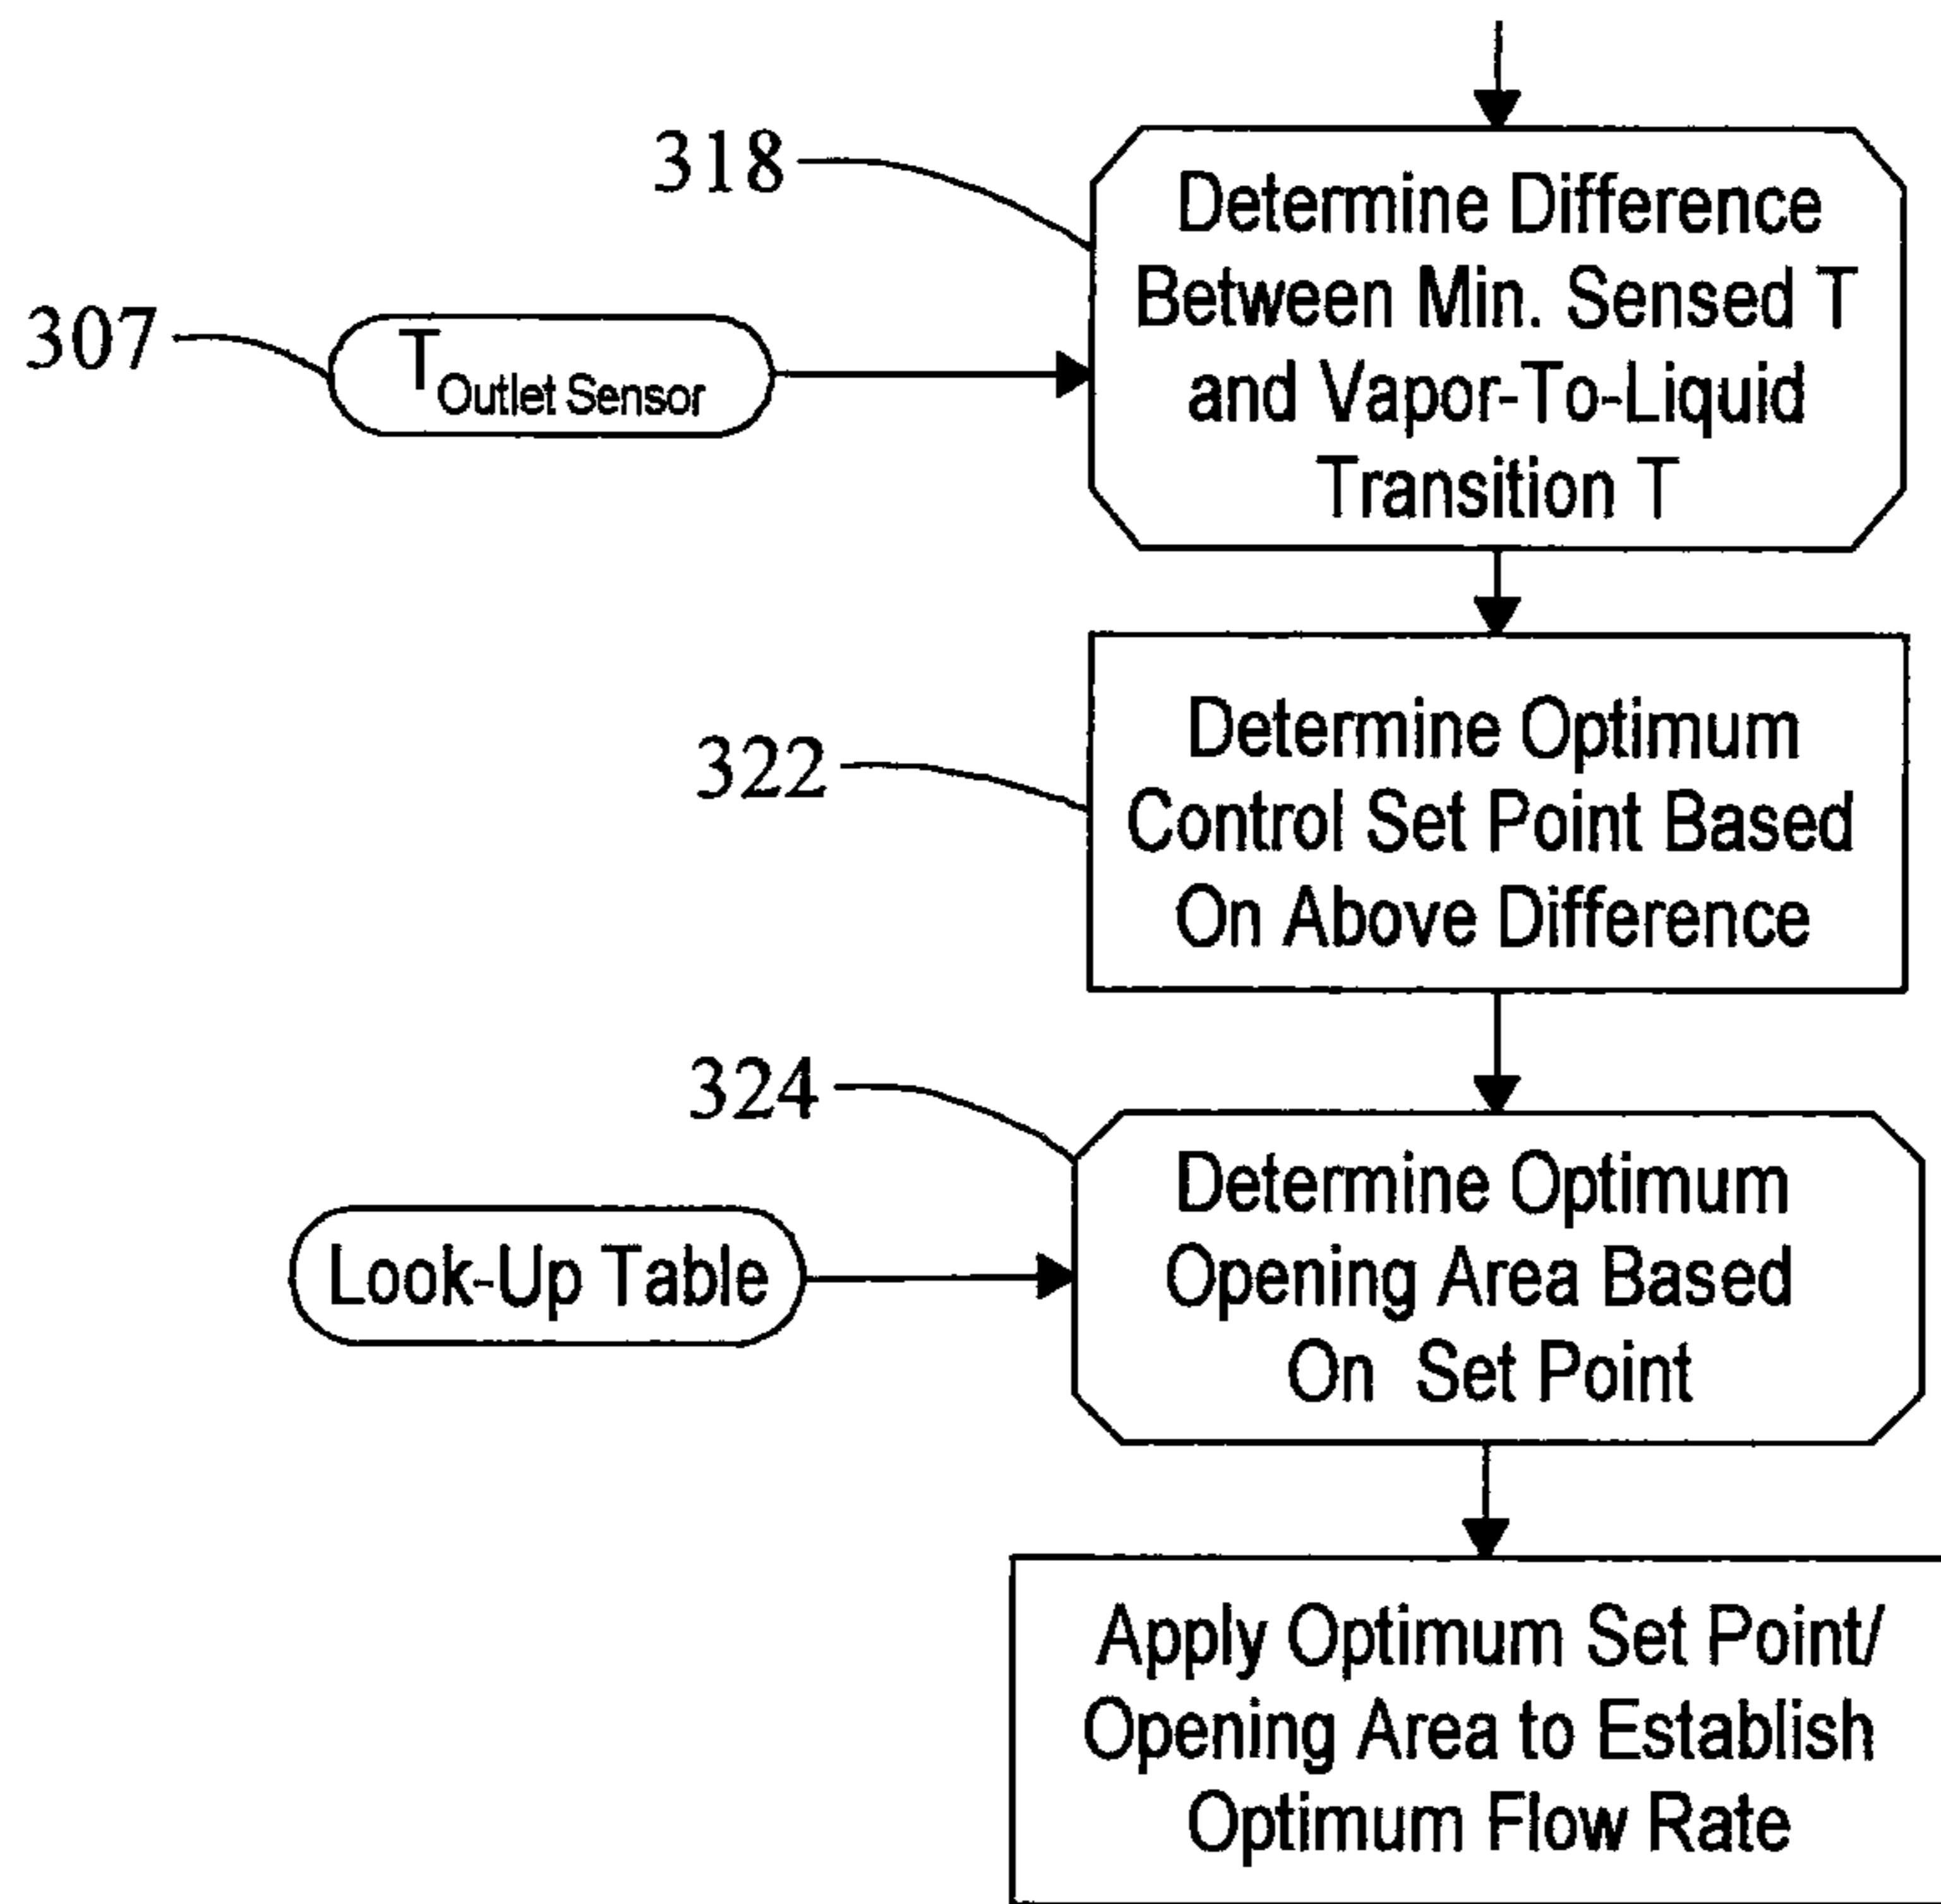 318
Determine Difference
Between Min. Sensed T
and Vapor-To-Liquid
Transition T
307
T Outlet Sensor
322
Determine Optimum
Control Set Point Based
On Above Difference
324
Determine Optimum
Opening Area Based
On Set Point
Look-Up Table
Apply Optimum Set Point/
Opening Area to Establish
Optimum Flow Rate